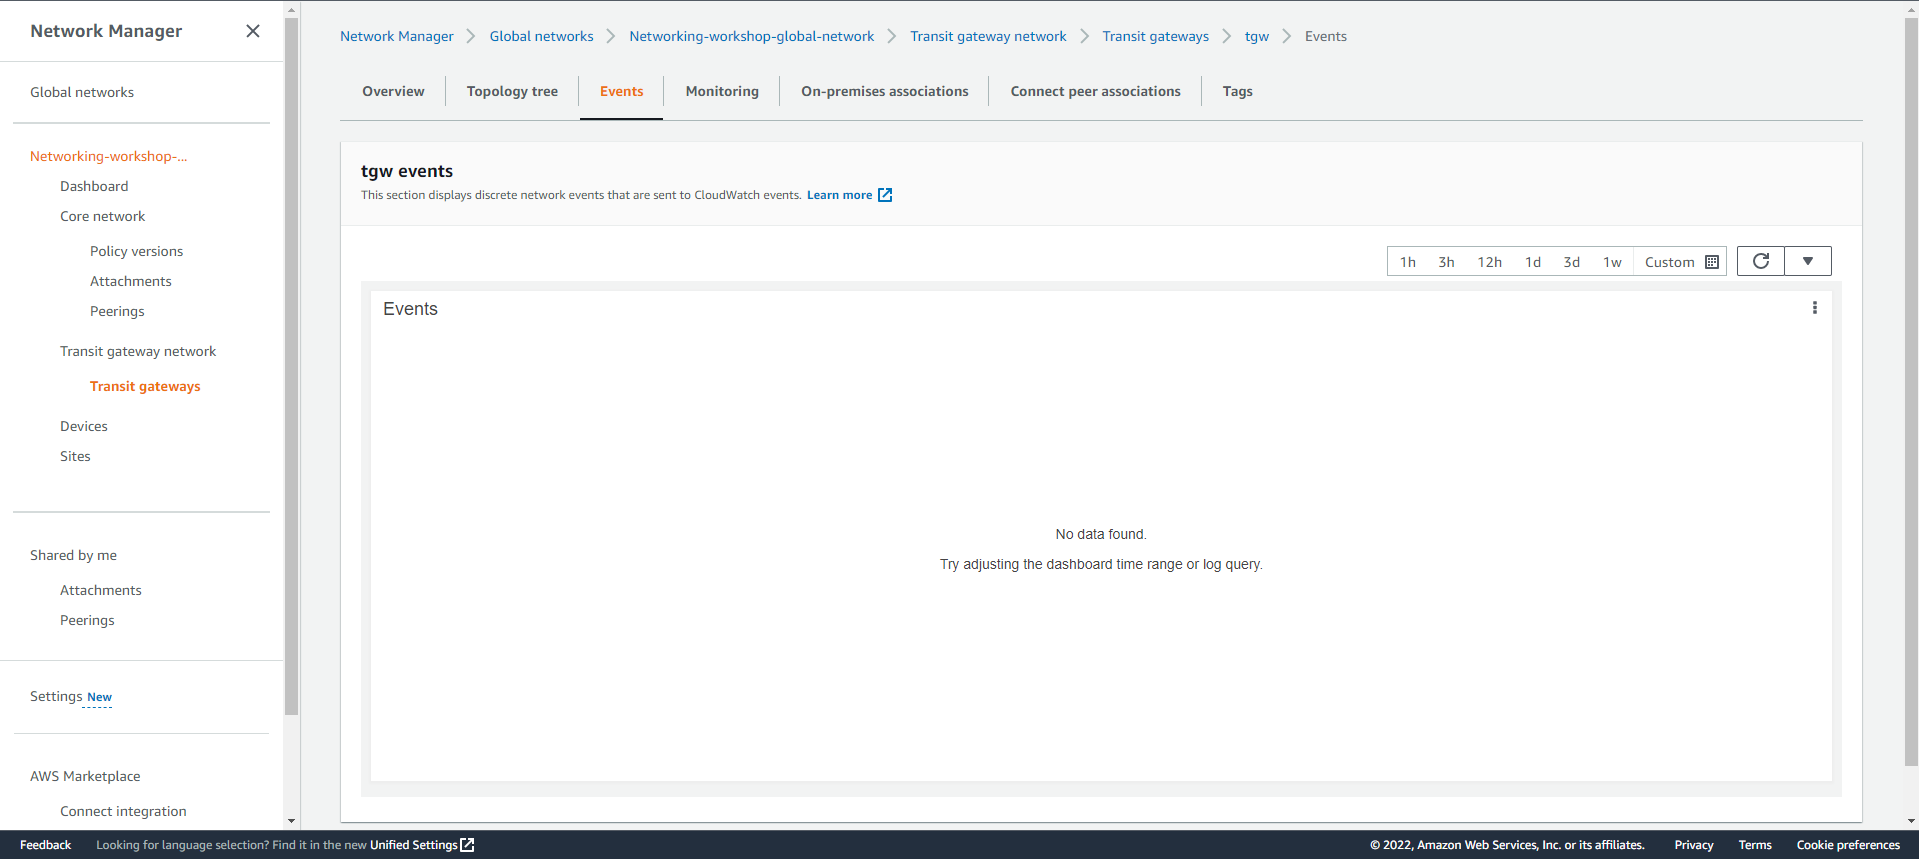 Network Manager
Global networks
Networking-workshop-...
Dashboard
Core network
Policy versions
Attachments
Peerings
Transit gateway network
Transit gateways
Devices
Sites
Shared by me
Attachments
Peerings
Settings New
AWS Marketplace
Connect integration
Network Manager Global networks Networking-workshop-global-network Transit gateway network Transit gateways tgw Events
Overview Topology tree Events Monitoring On-premises associations Connect peer associations Tags
tgw events
This section displays discrete network events that are sent to CloudWatch events. Learn more
1h 3h 12h 1d 3d 1w Custom
Events
No data found.
Try adjusting the dashboard time range or log query.
Feedback Looking for language selection? Find it in the new Unified Settings © 2022, Amazon Web Services, Inc. or its affiliates. Privacy Terms Cookie preferences